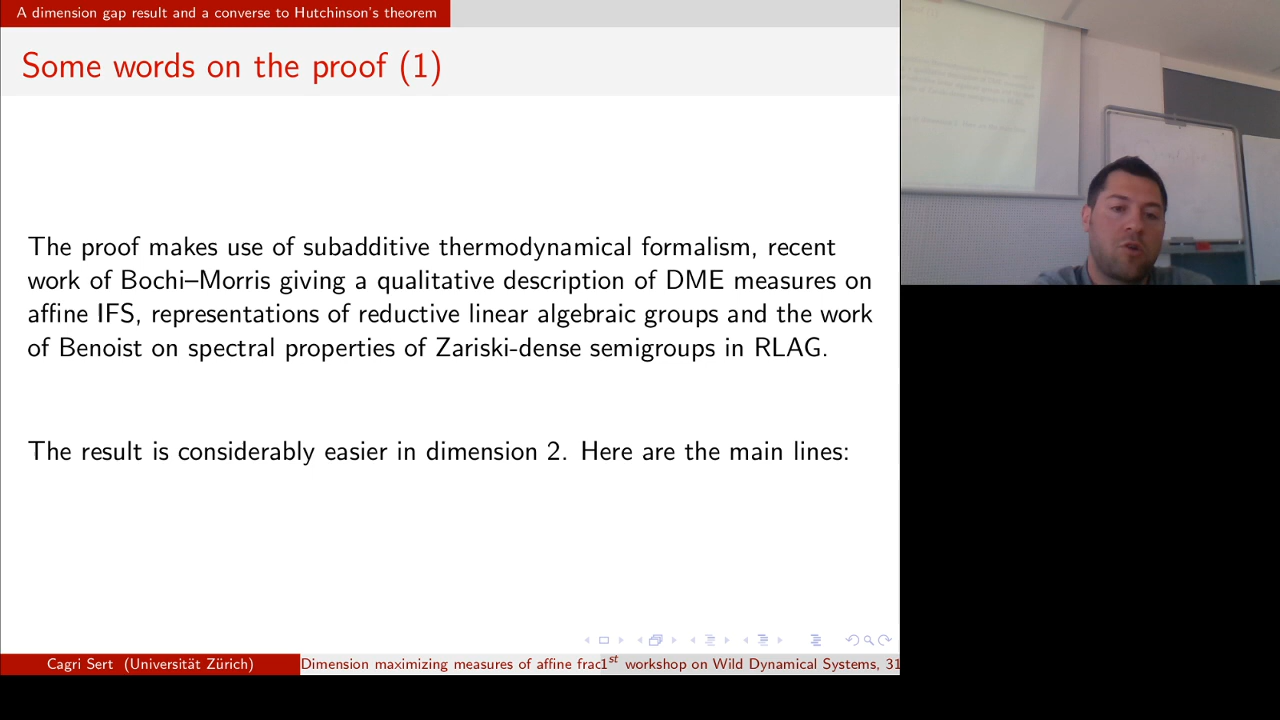 A dimension gap result and a converse to Hutchinson's theorem
Some words on the proof (1)
The proof makes use of subadditive thermodynamical formalism, recent
work of Bochi–Morris giving a qualitative description of DME measures on
affine IFS, representations of reductive linear algebraic groups and the work
of Benoist on spectral properties of Zariski-dense semigroups in RLAG.
The result is considerably easier in dimension 2. Here are the main lines:
Cagri Sert (Universität Zürich)
Dimension maximizing measures of affine frac
1st workshop on Wild Dynamical Systems, 31